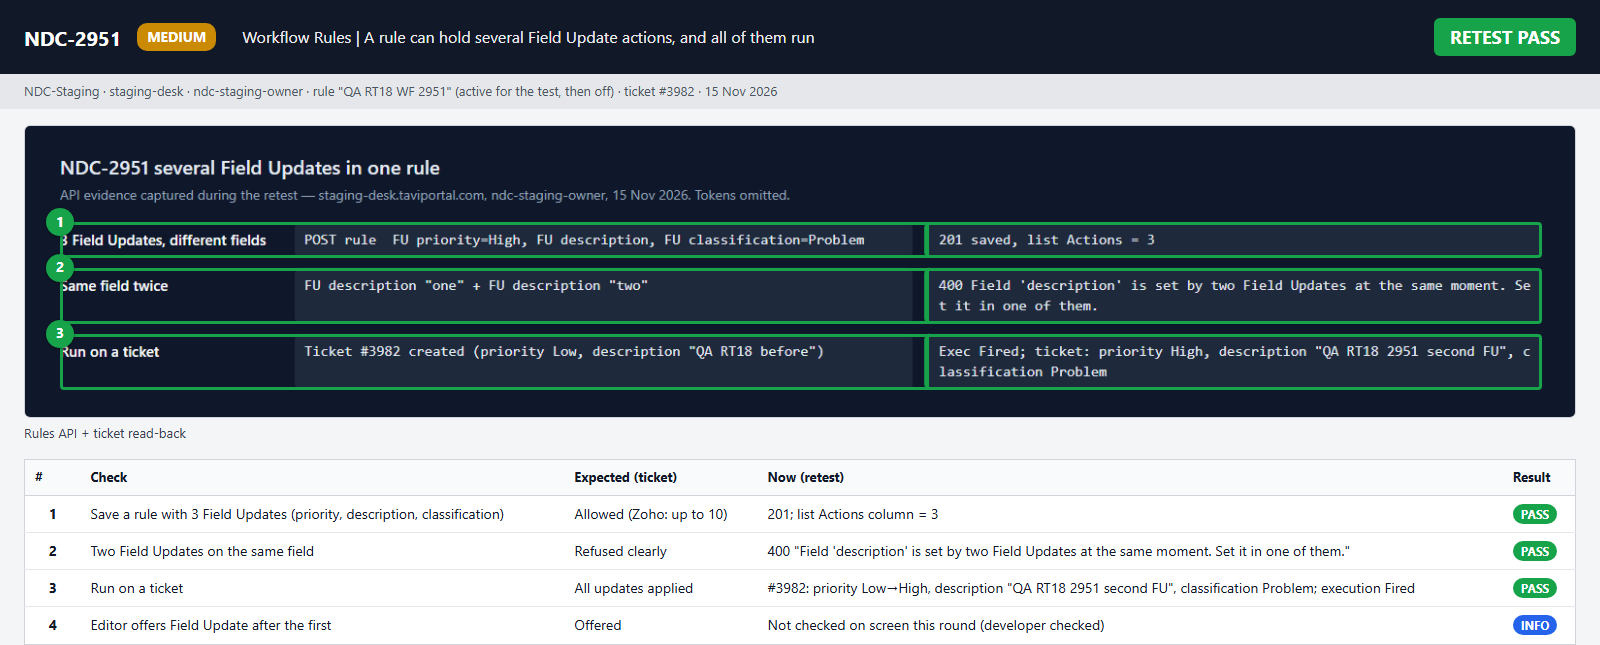 NDC-2951 MEDIUM Workflow Rules | A rule can hold several Field Update actions, and all of them run RETEST PASS
NDC-Staging · staging-desk · ndc-staging-owner · rule "QA RT18 WF 2951" (active for the test, then off) · ticket #3982 · 15 Nov 2026
NDC-2951 several Field Updates in one rule
API evidence captured during the retest — staging-desk.taviportal.com, ndc-staging-owner, 15 Nov 2026. Tokens omitted.
1
3 Field Updates, different fields POST rule FU priority=High, FU description, FU classification=Problem 201 saved, list Actions = 3
2
Same field twice FU description "one" + FU description "two" 400 Field 'description' is set by two Field Updates at the same moment. Se
t it in one of them.
3
Run on a ticket Ticket #3982 created (priority Low, description "QA RT18 before") Exec Fired; ticket: priority High, description "QA RT18 2951 second FU", c
lassification Problem
Rules API + ticket read-back
# Check Expected (ticket) Now (retest) Result
1 Save a rule with 3 Field Updates (priority, description, classification) Allowed (Zoho: up to 10) 201; list Actions column = 3 PASS
2 Two Field Updates on the same field Refused clearly 400 "Field 'description' is set by two Field Updates at the same moment. Set it in one of them." PASS
3 Run on a ticket All updates applied #3982: priority Low→High, description "QA RT18 2951 second FU", classification Problem; execution Fired PASS
4 Editor offers Field Update after the first Offered Not checked on screen this round (developer checked) INFO